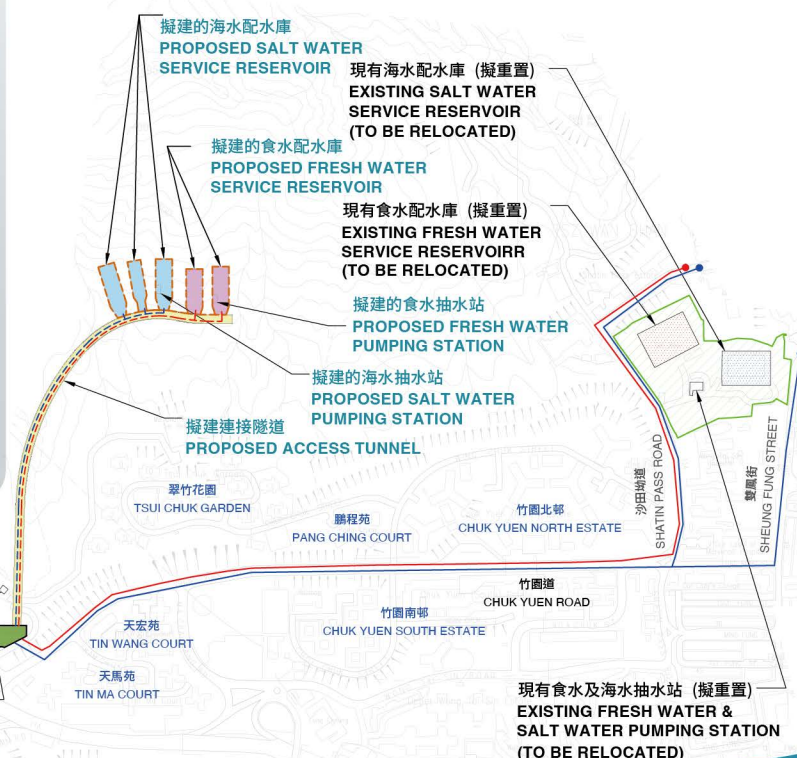 擬建的海水配水庫
PROPOSED SALT WATER
SERVICE RESERVOIR
現有海水配水庫 (擬重置)
EXISTING SALT WATER
SERVICE RESERVOIR
(TO BE RELOCATED)
擬建的食水配水庫
PROPOSED FRESH WATER
SERVICE RESERVOIR
現有食水配水庫 (擬重置)
EXISTING FRESH WATER
SERVICE RESERVOIRR
(TO BE RELOCATED)
擬建的食水抽水站
PROPOSED FRESH WATER
PUMPING STATION
擬建的海水抽水站
PROPOSED SALT WATER
PUMPING STATION
擬建連接隧道
PROPOSED ACCESS TUNNEL
翠竹花園
TSUI CHUK GARDEN
鵬程苑
PANG CHING COURT
竹園北邨
CHUK YUEN NORTH ESTATE
沙田坳道
SHATIN PASS ROAD
雙鳳街
SHEUNG FUNG STREET
竹園道
CHUK YUEN ROAD
竹園南邨
CHUK YUEN SOUTH ESTATE
天宏苑
TIN WANG COURT
天馬苑
TIN MA COURT
現有食水及海水抽水站 (擬重置)
EXISTING FRESH WATER &
SALT WATER PUMPING STATION
(TO BE RELOCATED)